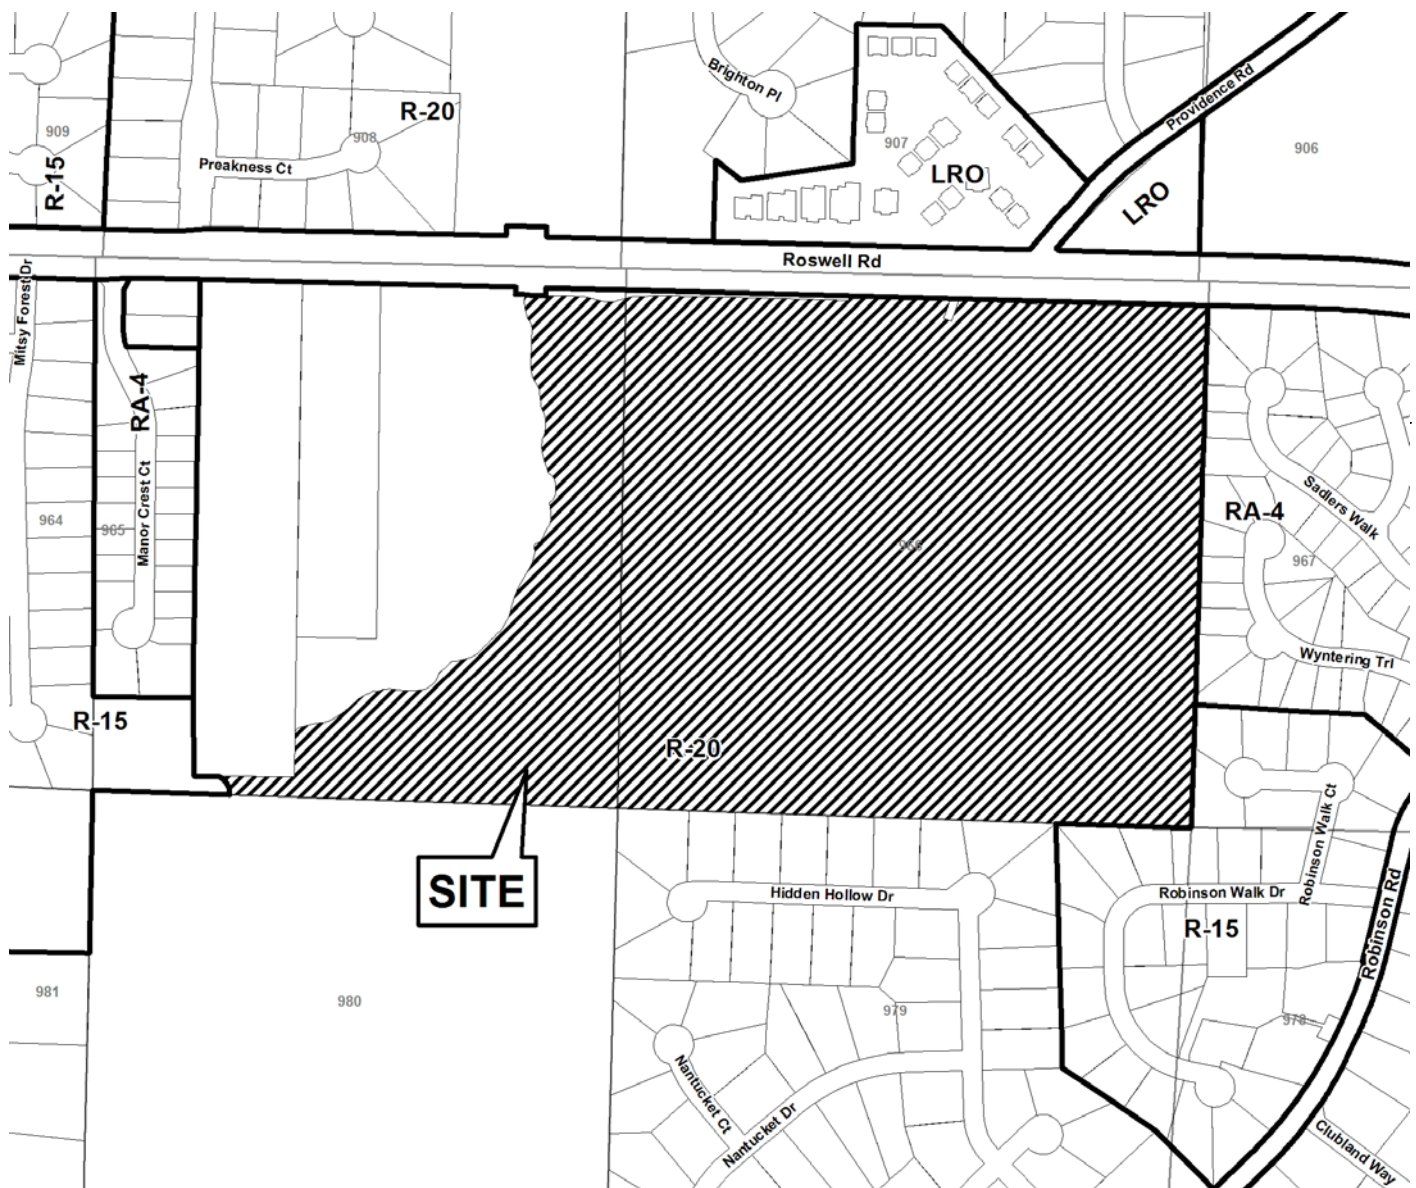 Brighton Pl
Providence Rd
R-20
909
908
907
906
R-15
Preakness Ct
LRO
LRO
Roswell Rd
Mitsy Forest Dr
RA-4
Manor Crest Ct
964
965
966
RA-4
Sadlers Walk
967
Wyntering Trl
R-15
R-20
SITE
Hidden Hollow Dr
Robinson Walk Ct
Robinson Walk Dr
R-15
Robinson Rd
981
980
979
978
Nantucket Ct
Nantucket Dr
Clubland Way